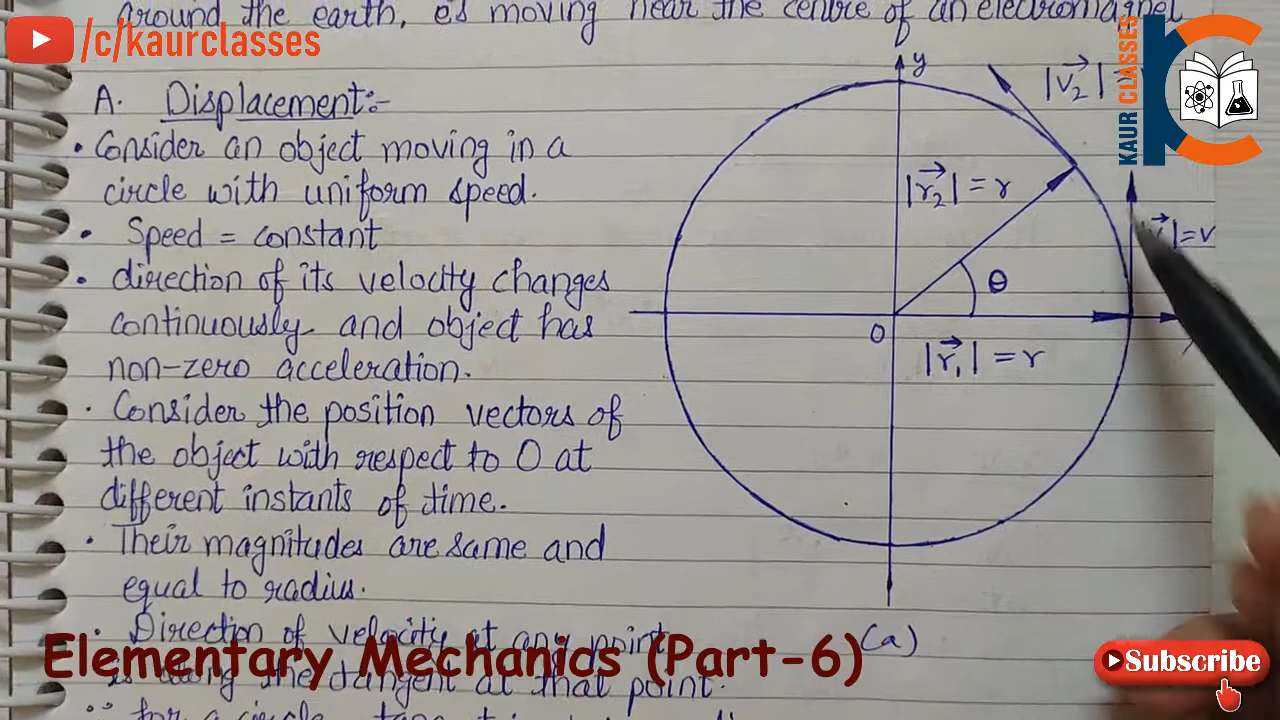 around the earth, e's moving near the centre of an electromagnet
/c/kaurclasses
A. Displacement:-
• Consider an object moving in a
circle with uniform speed.
• Speed = constant
• direction of its velocity changes
continuously and object has
non-zero acceleration.
• Consider the position vectors of
the object with respect to O at
different instants of time.
• Their magnitudes are same and
equal to radius.
• Direction of velocity at any point
is along the tangent at that point.
for a circle,
y
|v⃗2| =
|r⃗2| = r
| = v
θ
O
|r⃗1| = r
(a)
KAUR CLASSES
Elementary Mechanics (Part-6)
Subscribe